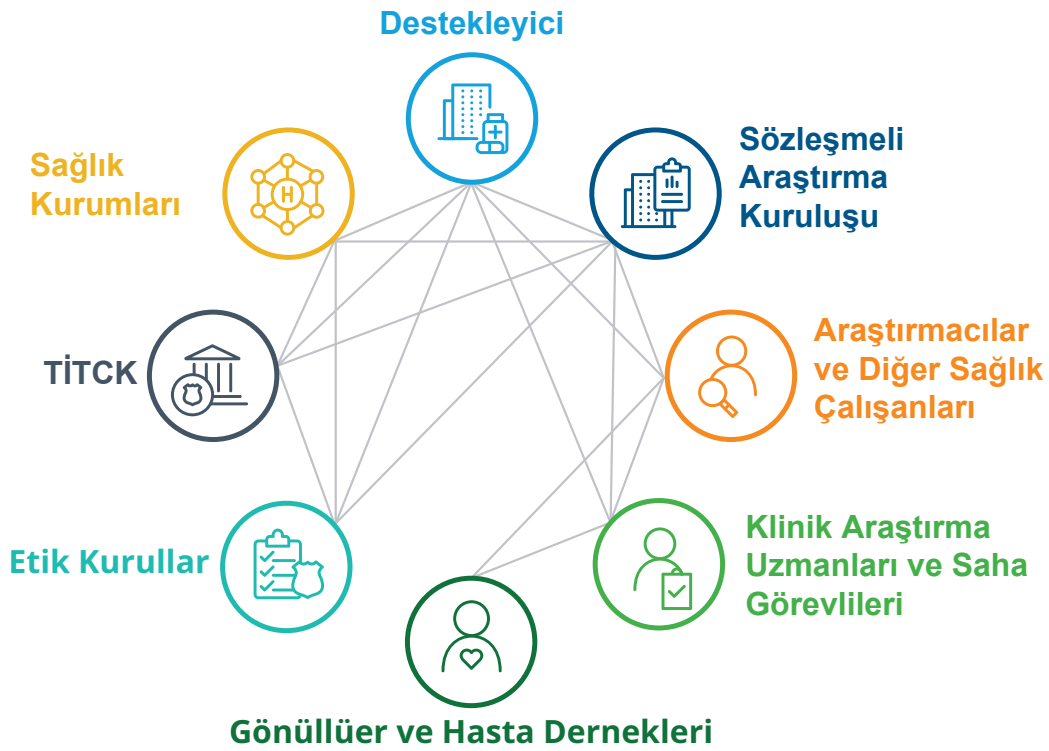 Destekleyici
Sağlık
Kurumları
H
Sözleşmeli
Araştırma
Kuruluşu
TİTCK
Araştırmacılar
ve Diğer Sağlık
Çalışanları
Etik Kurullar
Klinik Araştırma
Uzmanları ve Saha
Görevlileri
Gönüllüer ve Hasta Dernekleri